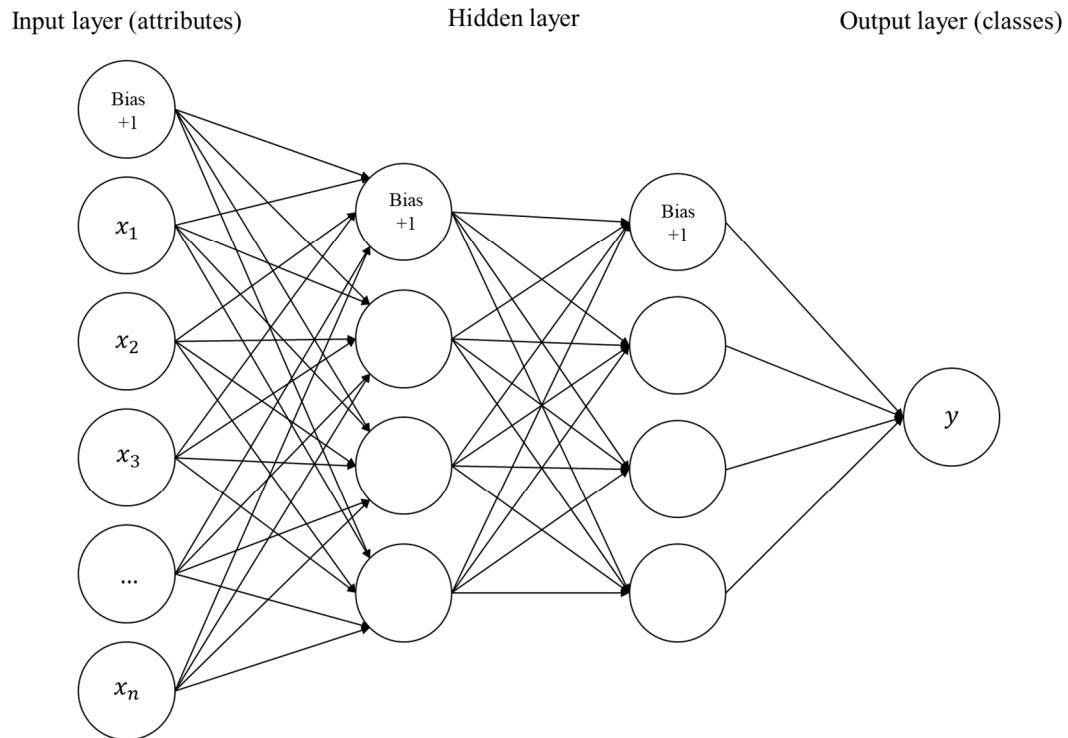 Input layer (attributes)
Hidden layer
Output layer (classes)
Bias
+1
x₁
x₂
x₃
...
xₙ
Bias
+1
Bias
+1
y